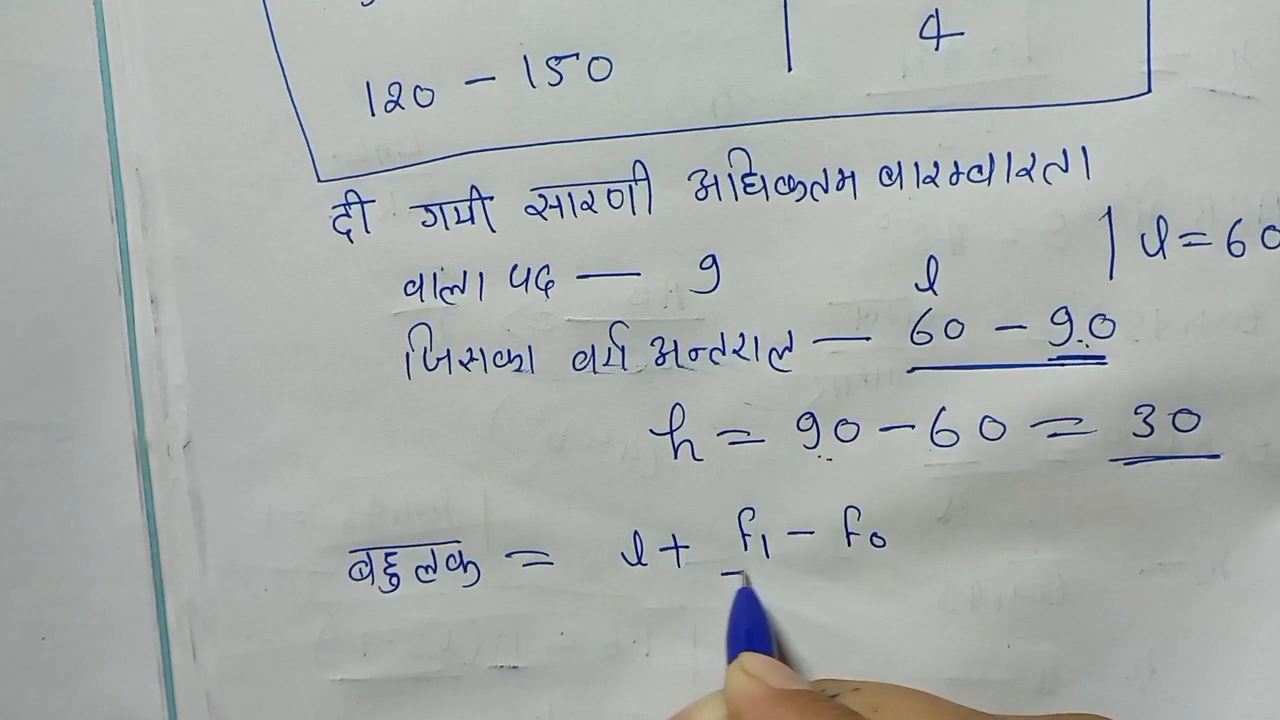 120 - 150 4
दी गयी सारणी अधिकतम बारम्बारता
वाला पद — 9
l | l = 60
जिसका वर्ग अन्तराल — 60 - 90
h = 90 - 60 = 30
बहुलक = l + f₁ - f₀